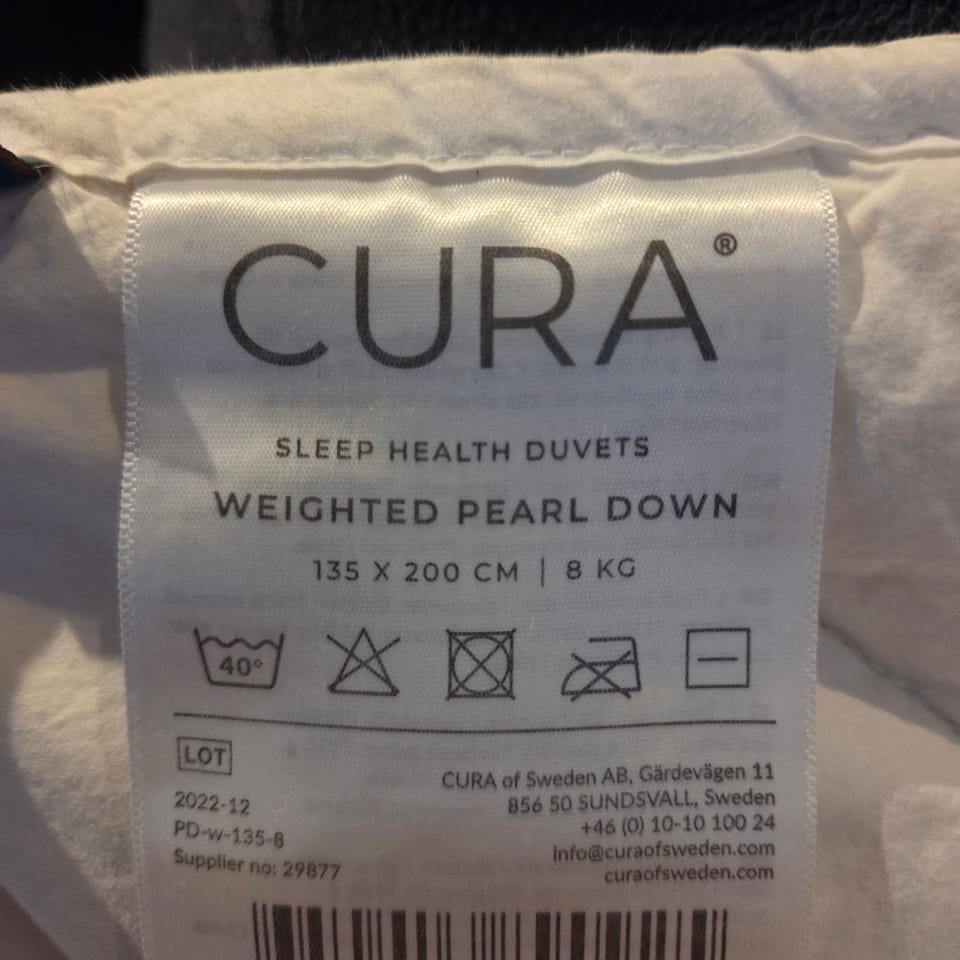 CURA®
SLEEP HEALTH DUVETS
WEIGHTED PEARL DOWN
135 X 200 CM | 8 KG
40°
LOT
2022-12
PD-w-135-8
Supplier no: 29877
CURA of Sweden AB, Gärdevägen 11
856 50 SUNDSVALL, Sweden
+46 (0) 10-10 100 24
Info@curaofsweden.com
curaofsweden.com